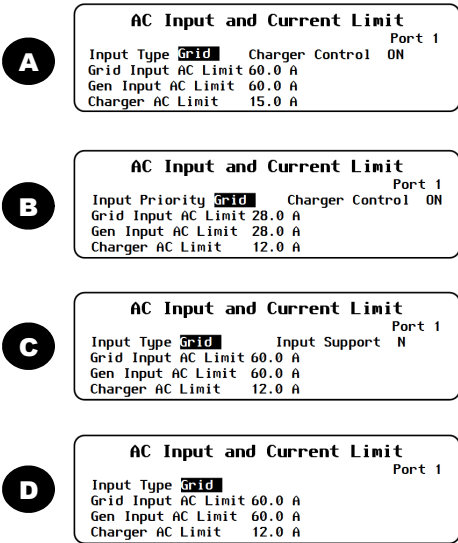 A
AC Input and Current Limit
Port 1
Input Type Grid Charger Control ON
Grid Input AC Limit 60.0 A
Gen Input AC Limit 60.0 A
Charger AC Limit 15.0 A
B
AC Input and Current Limit
Port 1
Input Priority Grid Charger Control ON
Grid Input AC Limit 28.0 A
Gen Input AC Limit 28.0 A
Charger AC Limit 12.0 A
C
AC Input and Current Limit
Port 1
Input Type Grid Input Support N
Grid Input AC Limit 60.0 A
Gen Input AC Limit 60.0 A
Charger AC Limit 12.0 A
D
AC Input and Current Limit
Port 1
Input Type Grid
Grid Input AC Limit 60.0 A
Gen Input AC Limit 60.0 A
Charger AC Limit 12.0 A